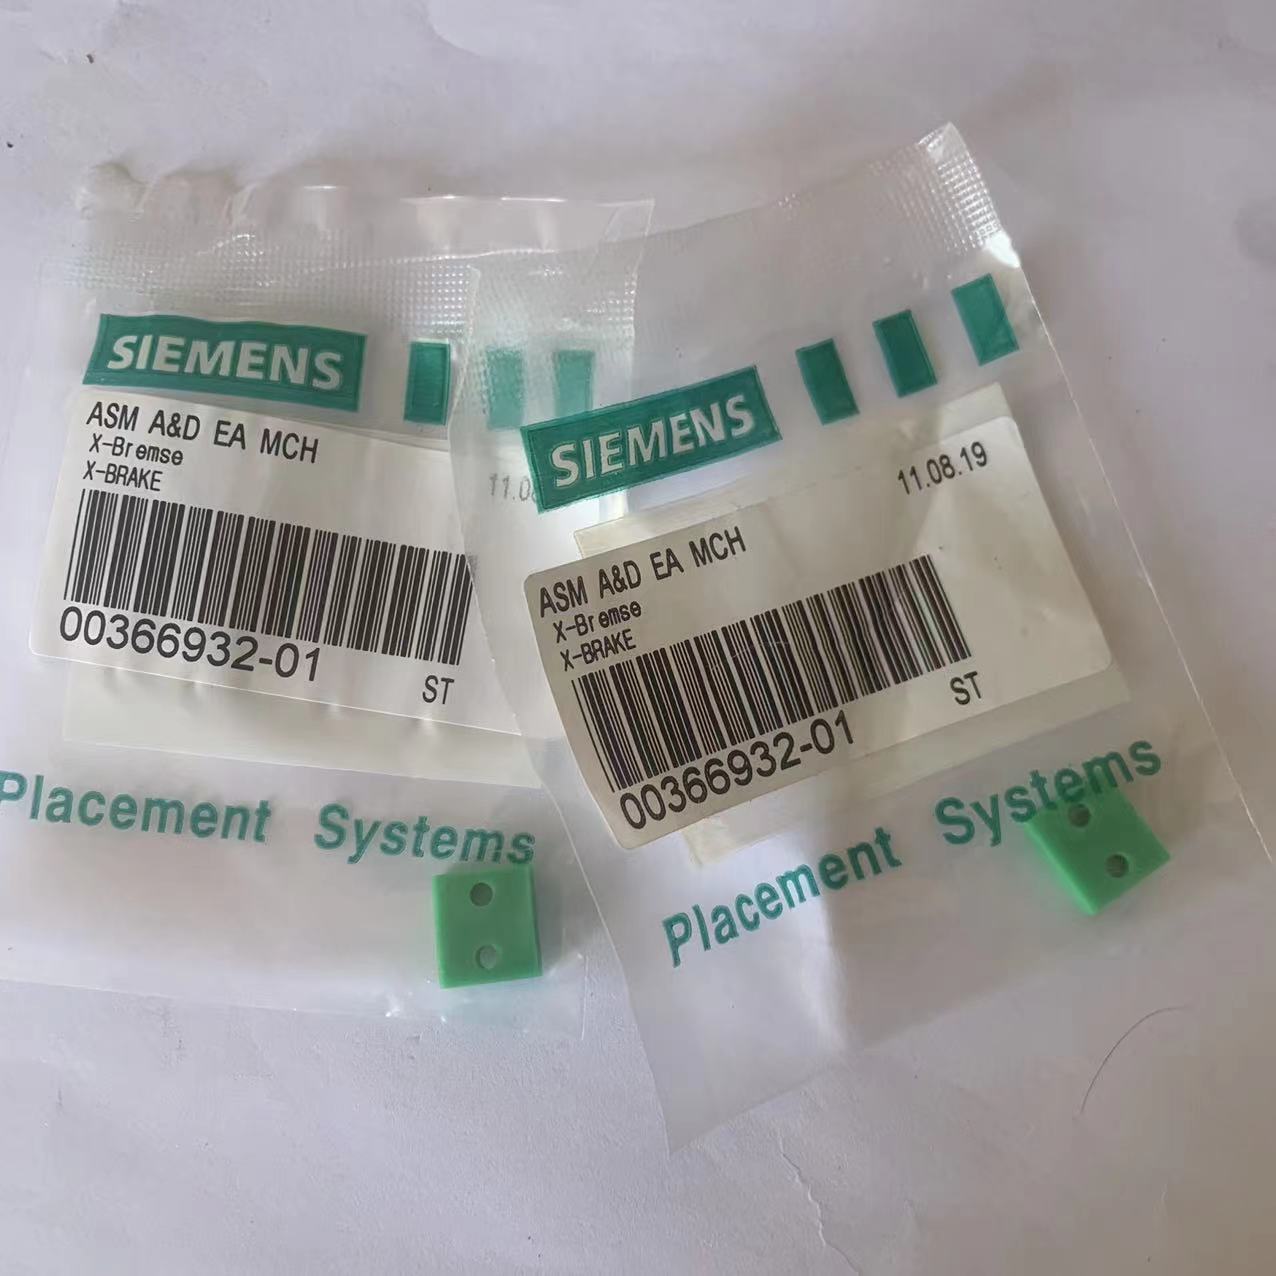 SIEMENS
ASM A&D EA MCH
X-Bremse
X-BRAKE
00366932-01
ST
Placement Systems
SIEMENS
11.08.19
ASM A&D EA MCH
X-Bremse
X-BRAKE
00366932-01
ST
Placement Systems